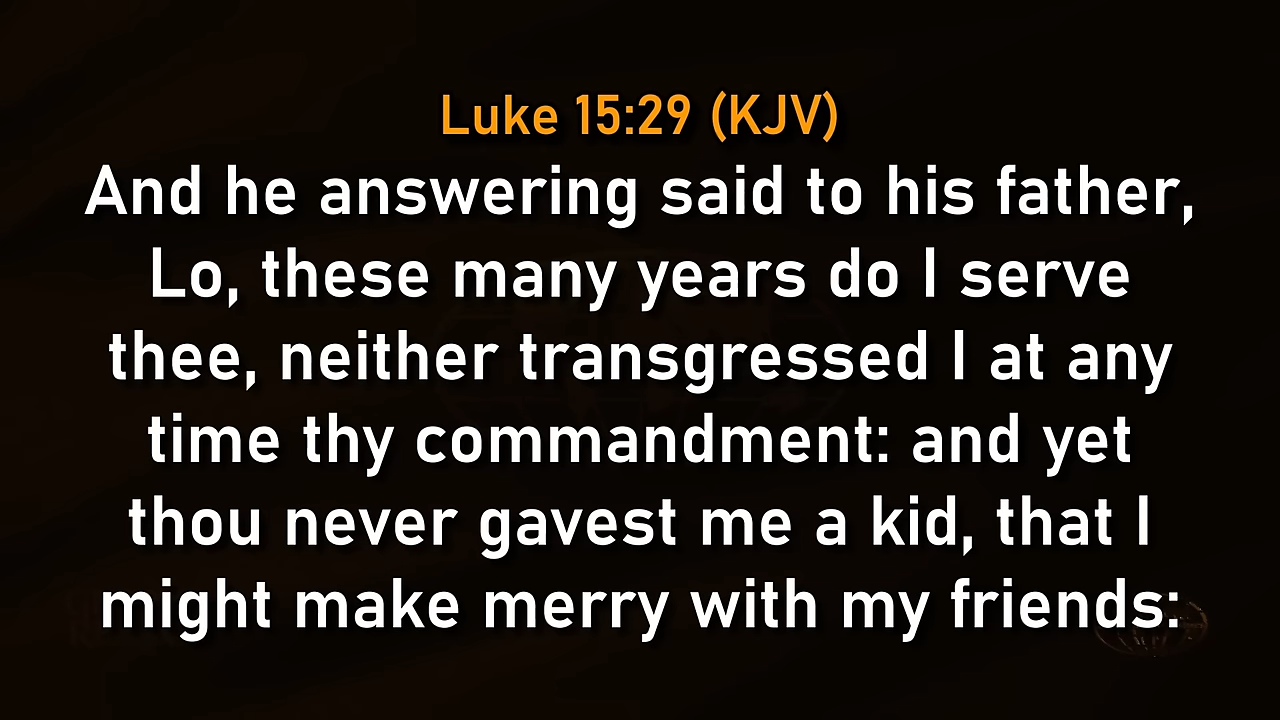 Luke 15:29 (KJV)
And he answering said to his father,
Lo, these many years do I serve
thee, neither transgressed I at any
time thy commandment: and yet
thou never gavest me a kid, that I
might make merry with my friends: